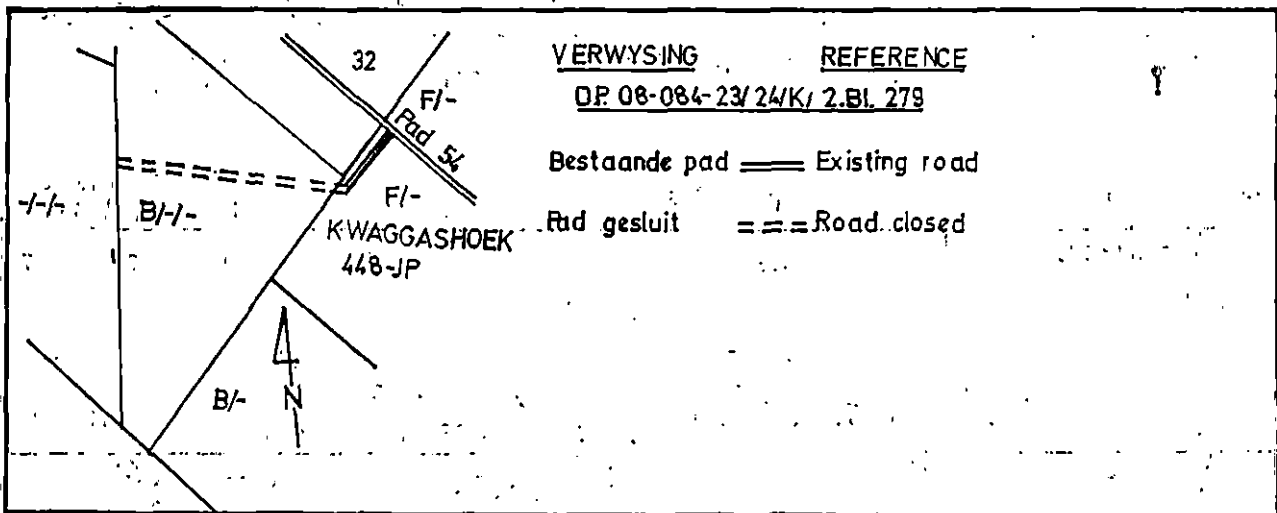 VERWYSING REFERENCE
O.P. 08-084-23/24/K/ 2.Bl. 279
Bestaande pad Existing road
Pad gesluit Road closed
32
F/-
Pad 54
F/-
-/-/-
B/-/-
KWAGGASHOEK
448-JP
B/-
N